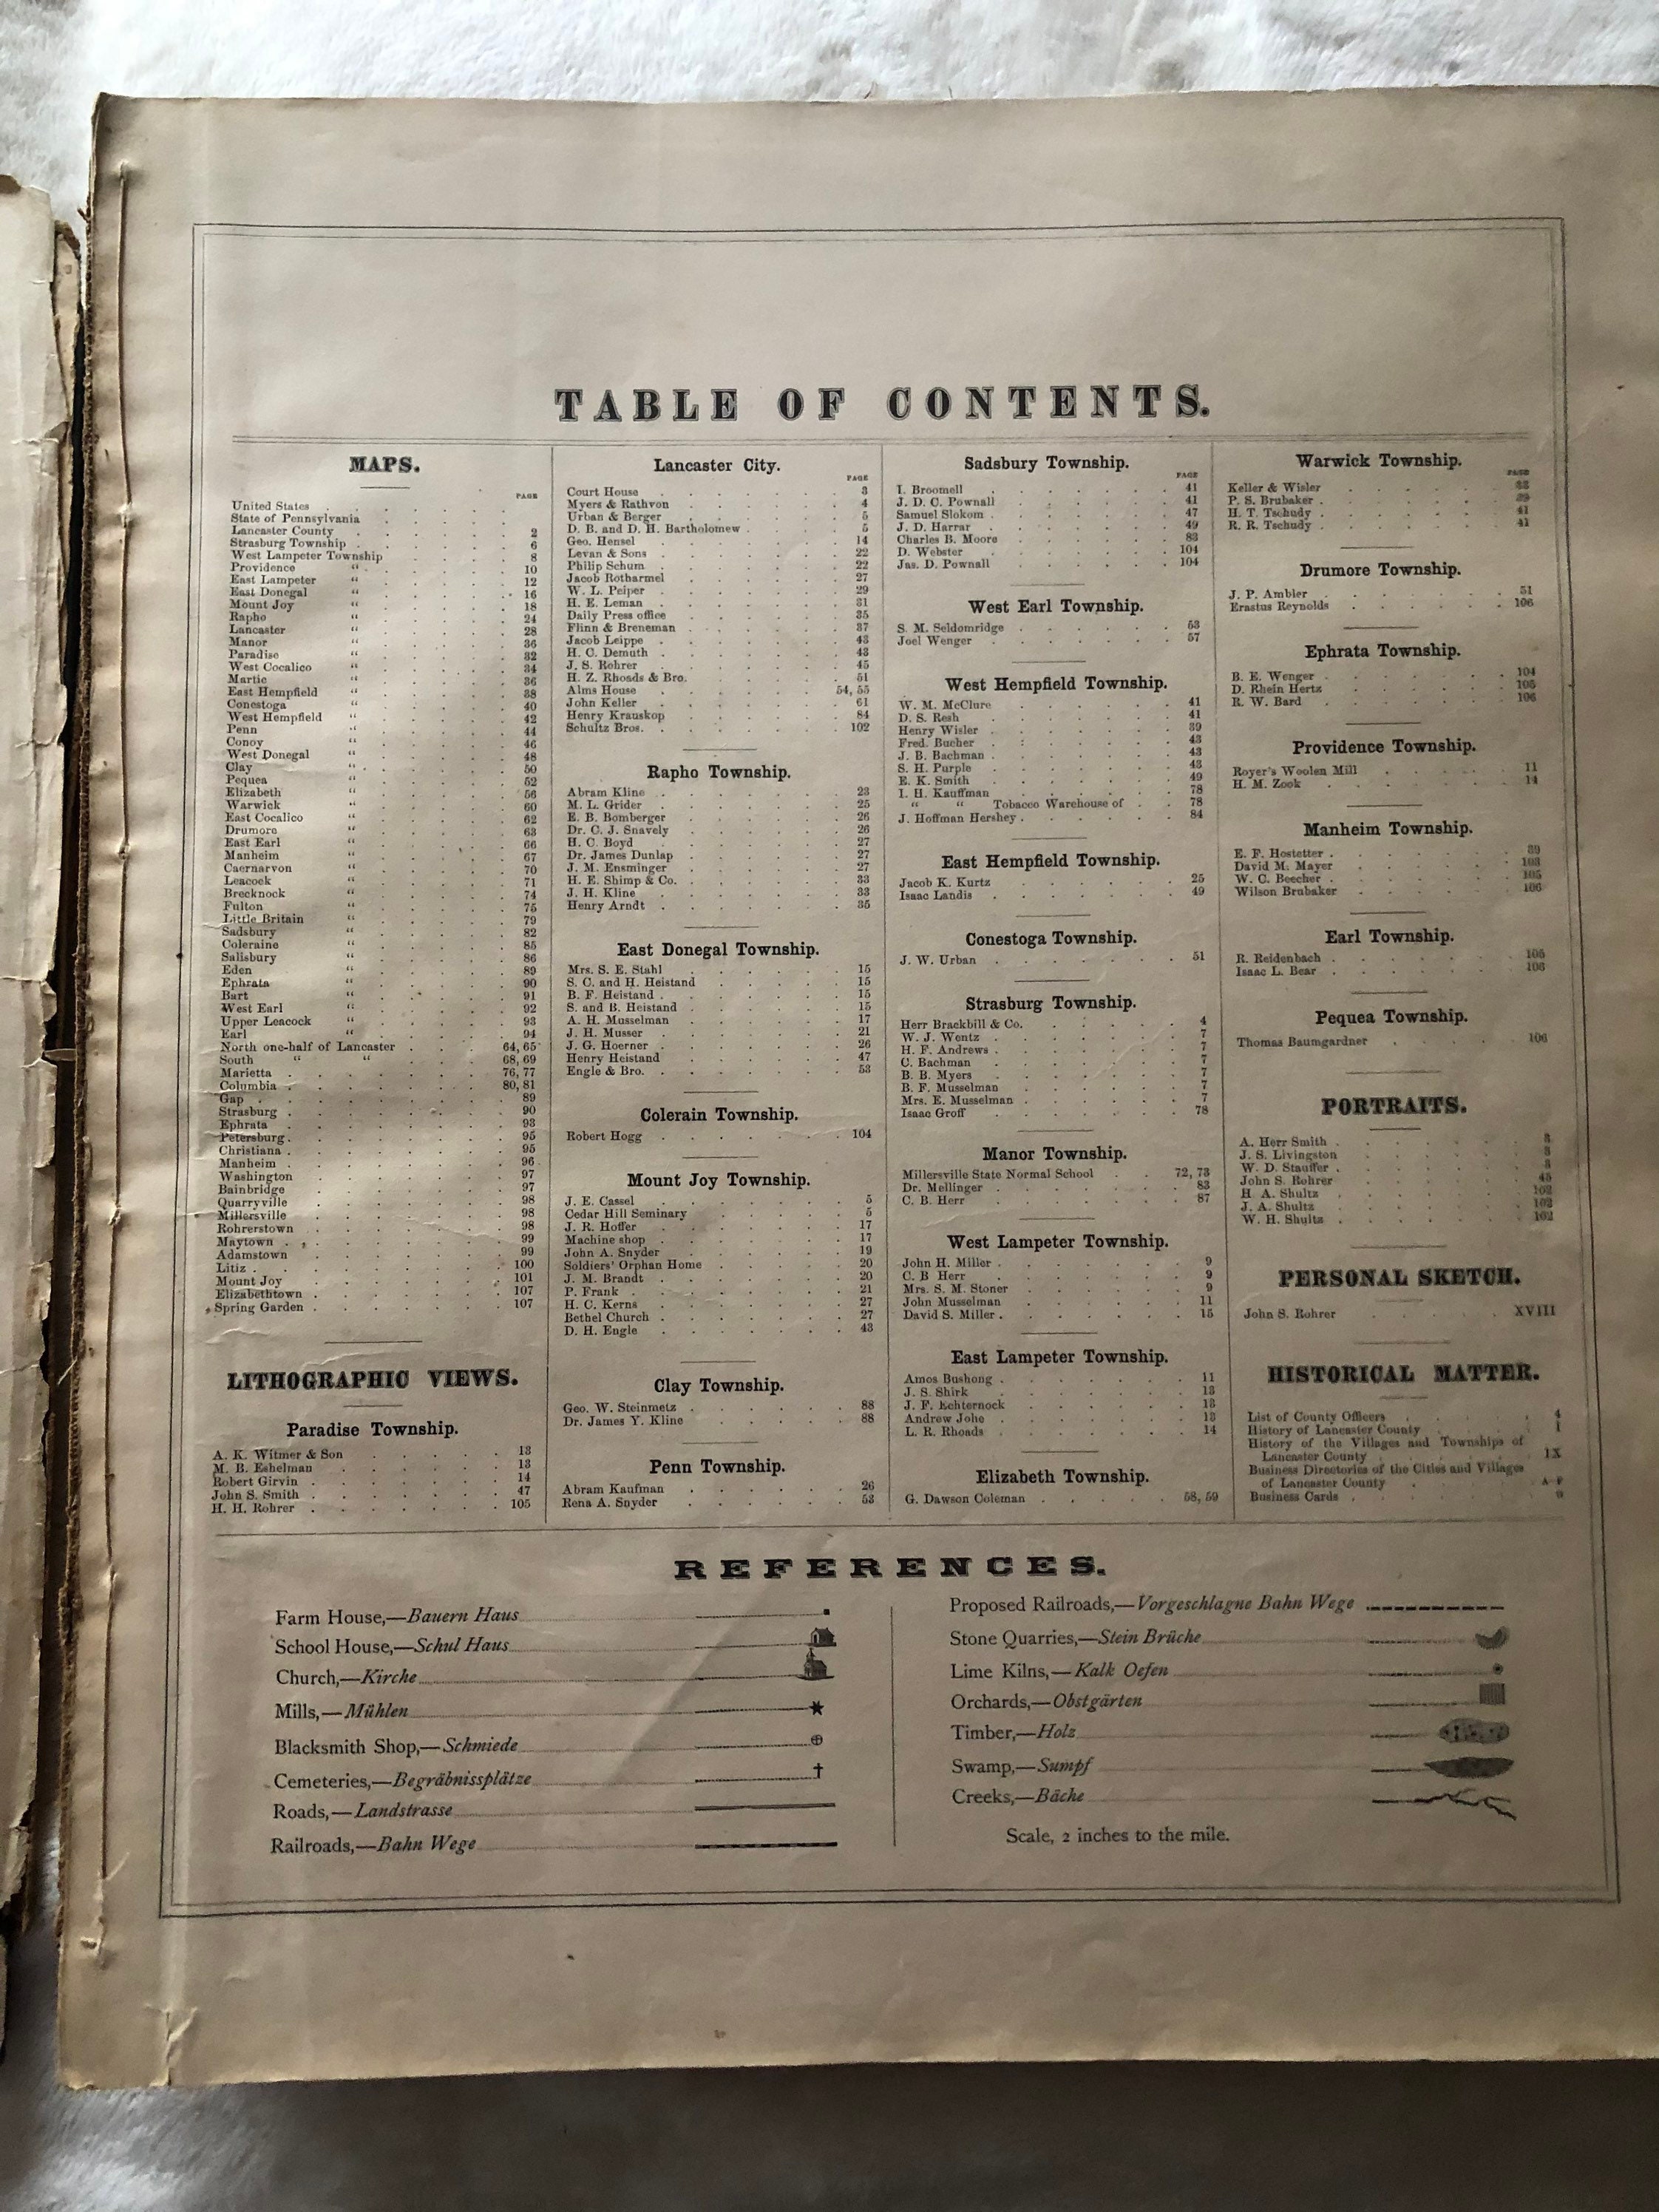 TABLE OF CONTENTS.
MAPS.
PAGE
United States
State of Pennsylvania
Lancaster County 2
Strasburg Township 6
West Lampeter Township 8
Providence “ 10
East Lampeter “ 12
East Donegal “ 16
Mount Joy “ 18
Rapho “ 24
Lancaster “ 28
Manor “ 36
Paradise “ 32
West Cocalico “ 34
Martic “ 36
East Hempfield “ 38
Conestoga “ 40
West Hempfield “ 42
Penn “ 44
Conoy “ 46
West Donegal “ 48
Clay “ 50
Pequea “ 52
Elizabeth “ 56
Warwick “ 60
East Cocalico “ 62
Drumore “ 63
East Earl “ 66
Manheim “ 67
Caernarvon “ 70
Leacock “ 71
Brecknock “ 74
Fulton “ 75
Little Britain “ 79
Sadsbury “ 82
Coleraine “ 85
Salisbury “ 86
Eden “ 89
Ephrata “ 90
Bart “ 91
West Earl “ 92
Upper Leacock “ 93
Earl “ 94
North one-half of Lancaster 64, 65
South “ “ 68, 69
Marietta 76, 77
Columbia 80, 81
Gap 89
Strasburg 90
Ephrata 93
Petersburg 95
Christiana 95
Manheim 96
Washington 97
Bainbridge 97
Quarryville 98
Millersville 98
Rohrerstown 98
Maytown 99
Adamstown 99
Litiz 100
Mount Joy 101
Elizabethtown 107
Spring Garden 107
LITHOGRAPHIC VIEWS.
Paradise Township.
A. K. Witmer & Son 13
M. B. Eshelman 13
Robert Girvin 14
John S. Smith 47
H. H. Rohrer 105
Lancaster City.
PAGE
Court House 3
Myers & Rathvon 4
Urban & Berger 5
D. B. and D. H. Bartholomew 5
Geo. Hensel 14
Levan & Sons 22
Philip Schum 22
Jacob Rotharmel 27
W. L. Peiper 29
H. E. Leman 31
Daily Press office 35
Flinn & Breneman 37
Jacob Leippe 43
H. C. Demuth 43
J. S. Rohrer 45
H. Z. Rhoads & Bro. 51
Alms House 54, 55
John Keller 61
Henry Krauskop 84
Schultz Bros. 102
Rapho Township.
Abram Kline 23
M. L. Grider 25
E. B. Bomberger 26
Dr. C. J. Snavely 26
H. C. Boyd 27
Dr. James Dunlap 27
J. M. Ensminger 27
H. E. Shimp & Co. 33
J. H. Kline 33
Henry Arndt 35
East Donegal Township.
Mrs. S. E. Stahl 15
S. C. and H. Heistand 15
B. F. Heistand 15
S. and B. Heistand 15
A. H. Musselman 17
J. H. Musser 21
J. G. Hoerner 26
Henry Heistand 47
Engle & Bro. 53
Colerain Township.
Robert Hogg 104
Mount Joy Township.
J. E. Cassel 5
Cedar Hill Seminary 5
J. R. Hoffer 17
Machine shop 17
John A. Snyder 19
Soldiers' Orphan Home 20
J. M. Brandt 20
P. Frank 21
H. C. Kerns 27
Bethel Church 27
D. H. Engle 43
Clay Township.
Geo. W. Steinmetz 88
Dr. James Y. Kline 88
Penn Township.
Abram Kaufman 26
Rena A. Snyder 53
Sadsbury Township.
PAGE
I. Broomell 41
J. D. C. Pownall 41
Samuel Slokom 47
J. D. Harrar 49
Charles B. Moore 83
D. Webster 104
Jas. D. Pownall 104
West Earl Township.
S. M. Seldomridge 53
Joel Wenger 57
West Hempfield Township.
W. M. McClure 41
D. S. Resh 41
Henry Wisler 39
Fred. Bucher 43
J. B. Bachman 43
S. H. Purple 43
E. K. Smith 49
I. H. Kauffman 78
“ “ Tobacco Warehouse of 78
J. Hoffman Hershey 84
East Hempfield Township.
Jacob K. Kurtz 25
Isaac Landis 49
Conestoga Township.
J. W. Urban 51
Strasburg Township.
Herr Brackbill & Co. 4
W. J. Wentz 7
H. F. Andrews 7
C. Bachman 7
B. B. Myers 7
B. F. Musselman 7
Mrs. E. Musselman 7
Isaac Groff 78
Manor Township.
Millersville State Normal School 72, 73
Dr. Mellinger 83
C. B. Herr 87
West Lampeter Township.
John H. Miller 9
C. B Herr 9
Mrs. S. M. Stoner 9
John Musselman 11
David S. Miller 15
East Lampeter Township.
Amos Bushong 11
J. S. Shirk 13
J. F. Echternock 13
Andrew Johe 13
L. R. Rhoads 14
Elizabeth Township.
G. Dawson Coleman 58, 59
Warwick Township.
PAGE
Keller & Wisler
P. S. Brubaker 39
H. T. Tschudy 41
R. R. Tschudy 41
Drumore Township.
J. P. Ambler 51
Erastus Reynolds 106
Ephrata Township.
B. E. Wenger 104
D. Rhein Hertz 105
R. W. Bard 106
Providence Township.
Royer's Woolen Mill 11
H. M. Zook 14
Manheim Township.
E. F. Hostetter 39
David M. Mayer 103
W. C. Beecher 105
Wilson Brubaker 106
Earl Township.
R. Reidenbach 105
Isaac L. Bear 106
Pequea Township.
Thomas Baumgardner 106
PORTRAITS.
A. Herr Smith 3
J. S. Livingston 3
W. D. Stauffer 3
John S. Rohrer 45
H A. Shultz 102
J. A. Shultz 102
W. H. Shultz 102
PERSONAL SKETCH.
John S. Rohrer XVIII
HISTORICAL MATTER.
List of County Officers 4
History of Lancaster County I
History of the Villages and Townships of
Lancaster County IX
Business Directories of the Cities and Villages
of Lancaster County A-P
Business Cards
REFERENCES.
Farm House,—Bauern Haus
School House,—Schul Haus
Church,—Kirche
Mills,—Mühlen
Blacksmith Shop,—Schmiede
Cemeteries,—Begräbnissplätze
Roads,—Landstrasse
Railroads,—Bahn Wege
Proposed Railroads,—Vorgeschlagne Bahn Wege
Stone Quarries,—Stein Brüche
Lime Kilns,—Kalk Oefen
Orchards,—Obstgärten
Timber,—Holz
Swamp,—Sumpf
Creeks,—Bäche
Scale, 2 inches to the mile.